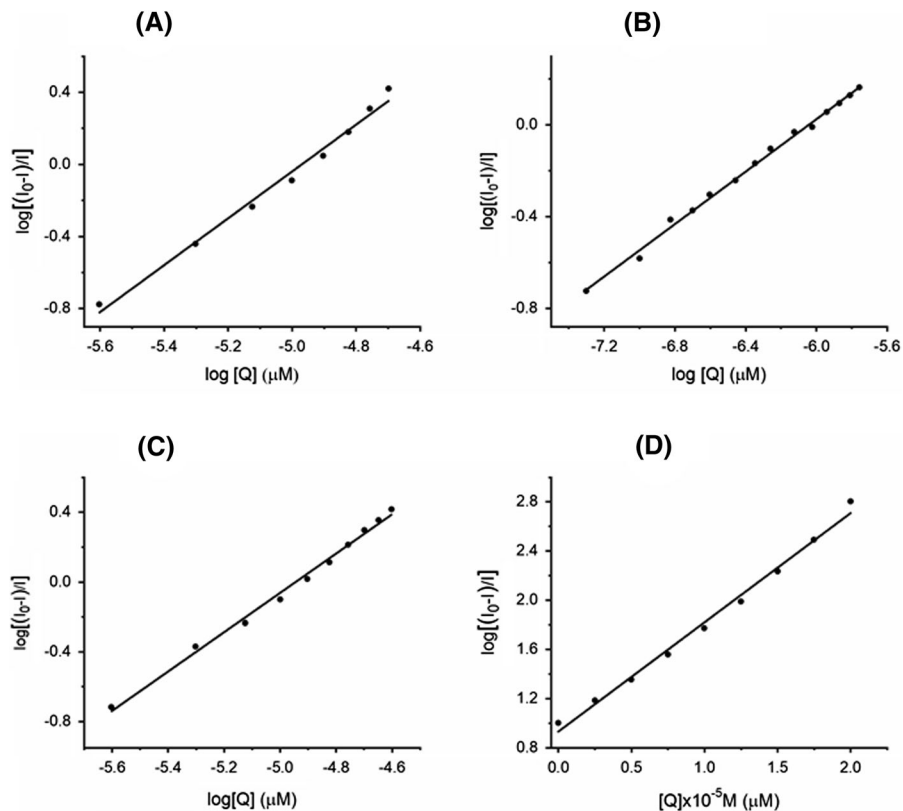 (A)
log[(I₀-I)/I]
0.4
0.0
-0.4
-0.8
-5.6 -5.4 -5.2 -5.0 -4.8 -4.6
log [Q] (μM)
(B)
log[(I₀-I)/I]
0.0
-0.4
-0.8
-7.2 -6.8 -6.4 -6.0 -5.6
log [Q] (μM)
(C)
log[(I₀-I)/I]
0.4
0.0
-0.4
-0.8
-5.6 -5.4 -5.2 -5.0 -4.8 -4.6
log[Q] (μM)
(D)
log[(I₀-I)/I]
2.8
2.4
2.0
1.6
1.2
0.8
0.0 0.5 1.0 1.5 2.0
[Q]x10⁻⁵M (μM)